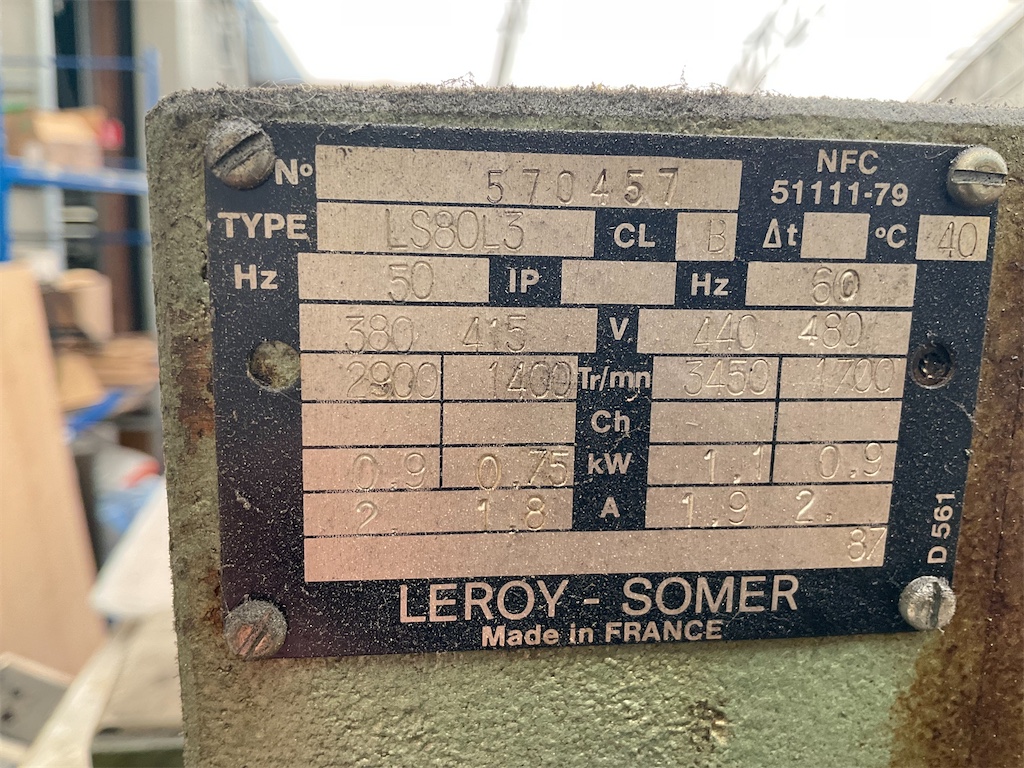 Nº 570457 NFC 51111-79
TYPE LS80L3 CL B Δt ºC 40
Hz 50 IP Hz 60
380 415 V 440 480
2900 1400 Tr/mn 3450 1700
Ch
0,9 0,75 kW 1,1 0,9
2. 1.8 A 1.9 2.
87
D 561
LEROY - SOMER
Made in FRANCE